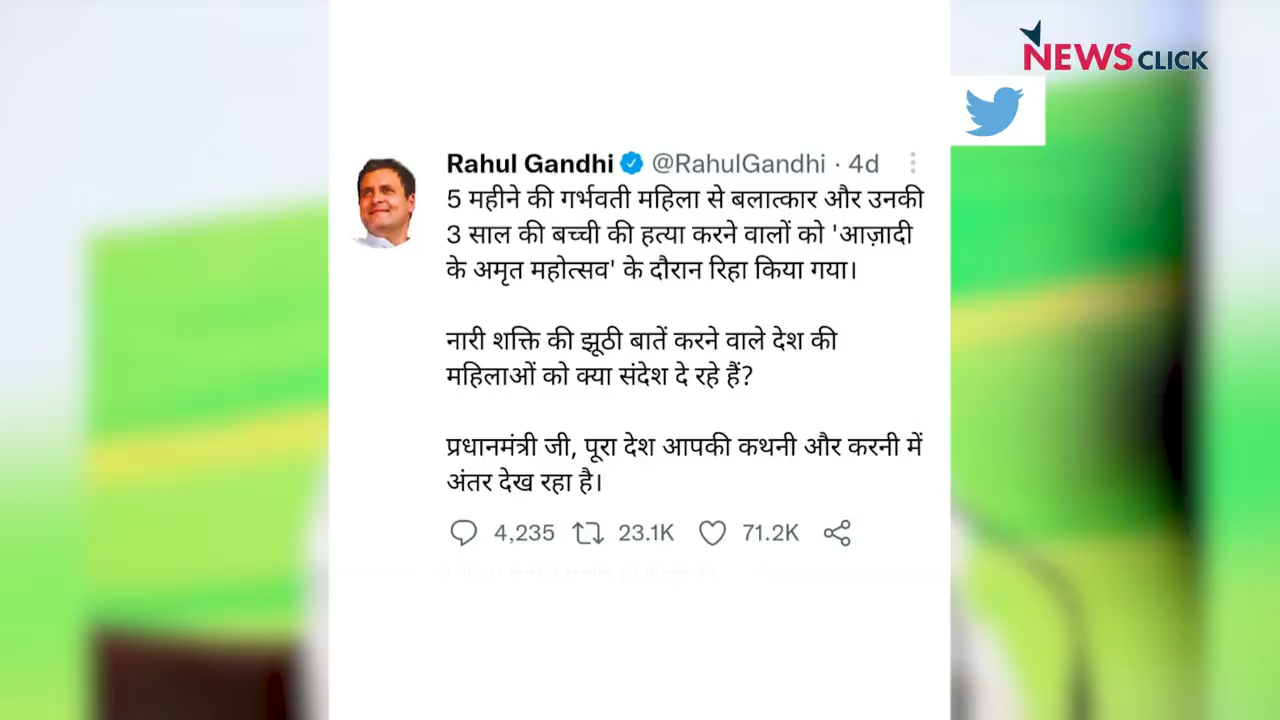 NEWS CLICK
Rahul Gandhi @RahulGandhi · 4d
5 महीने की गर्भवती महिला से बलात्कार और उनकी
3 साल की बच्ची की हत्या करने वालों को 'आज़ादी
के अमृत महोत्सव' के दौरान रिहा किया गया।
नारी शक्ति की झूठी बातें करने वाले देश की
महिलाओं को क्या संदेश दे रहे हैं?
प्रधानमंत्री जी, पूरा देश आपकी कथनी और करनी में
अंतर देख रहा है।
4,235 23.1K 71.2K